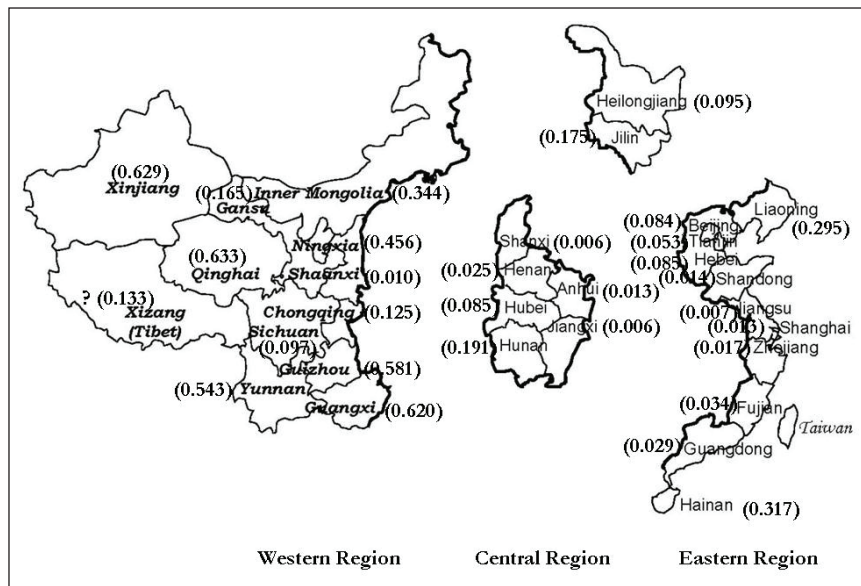 Heilongjiang (0.095)
(0.175) Jilin
(0.629)
Xinjiang
(0.165) Inner Mongolia (0.344)
Gansu
Ningxia (0.456)
(0.633)
Qinghai
Shaanxi (0.010)
? (0.133)
Xizang
(Tibet)
Chongqing (0.125)
Sichuan
(0.097)
Guizhou (0.581)
(0.543) Yunnan
Guangxi (0.620)
Shanxi (0.006)
(0.025) Henan
Anhui (0.013)
(0.085) Hubei
Jiangxi (0.006)
(0.191) Hunan
Liaoning
(0.295)
(0.084) Beijing
(0.053) Tianjin
(0.085) Hebei
(0.014) Shandong
(0.007) Jiangsu
(0.013) Shanghai
(0.017) Zhejiang
(0.034) Fujian
Taiwan
(0.029) Guangdong
Hainan (0.317)
Western Region Central Region Eastern Region